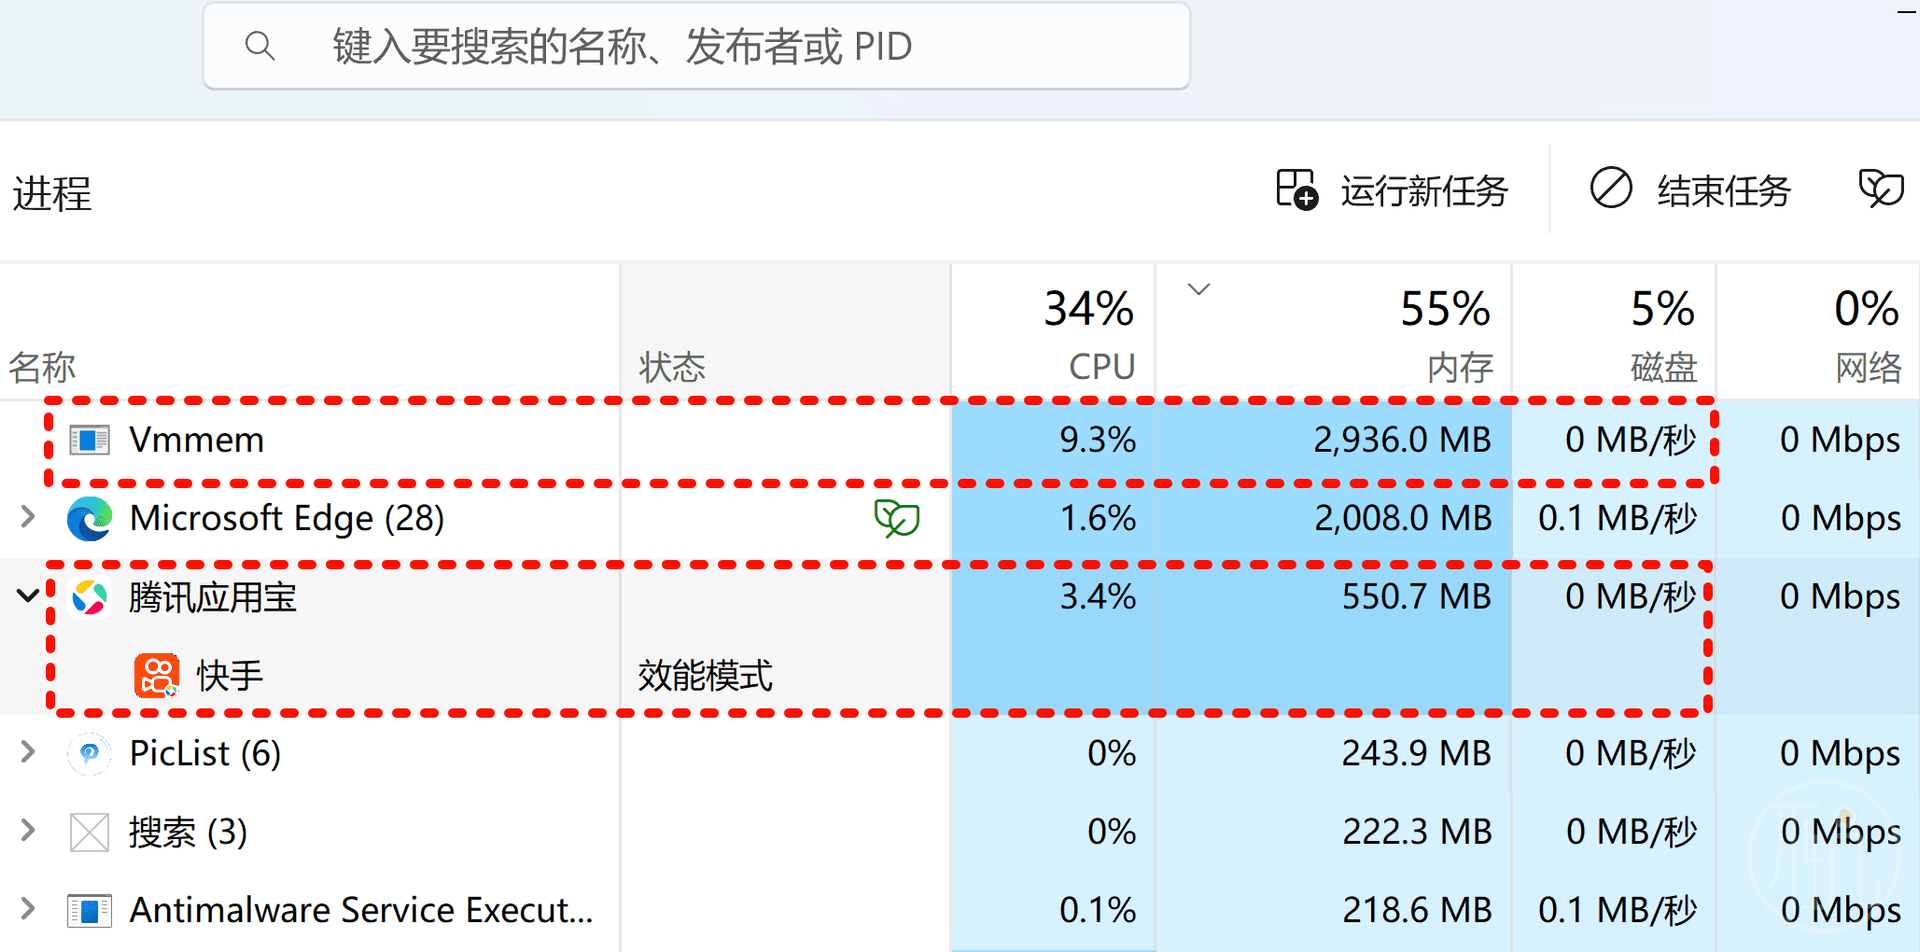 键入要搜索的名称、发布者或 PID
进程 运行新任务 结束任务
34% 55% 5% 0%
名称 状态 CPU 内存 磁盘 网络
Vmmem 9.3% 2,936.0 MB 0 MB/秒 0 Mbps
Microsoft Edge (28) 1.6% 2,008.0 MB 0.1 MB/秒 0 Mbps
腾讯应用宝 3.4% 550.7 MB 0 MB/秒 0 Mbps
快手 效能模式
PicList (6) 0% 243.9 MB 0 MB/秒 0 Mbps
搜索 (3) 0% 222.3 MB 0 MB/秒 0 Mbps
Antimalware Service Execut... 0.1% 218.6 MB 0.1 MB/秒 0 Mbps